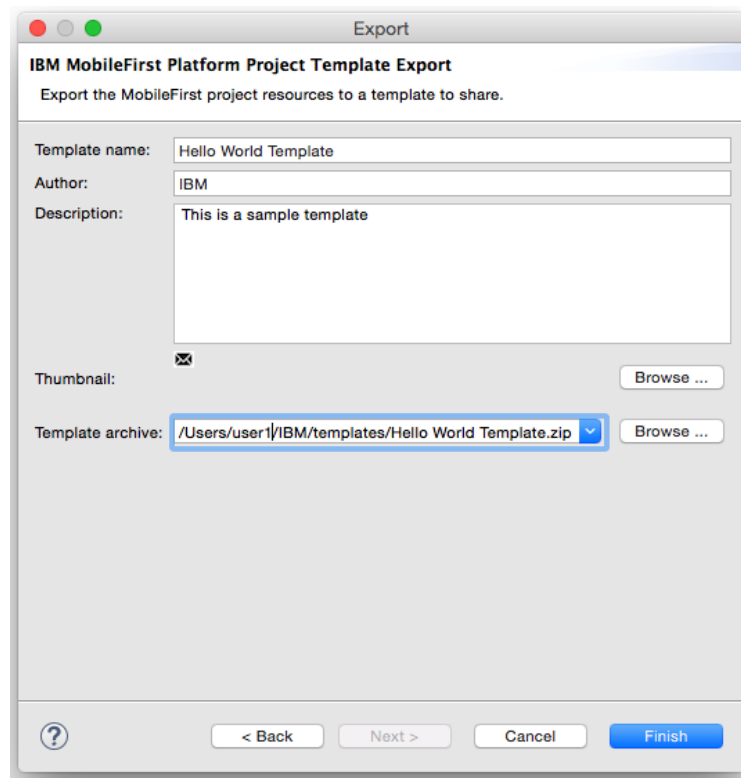 Export
IBM MobileFirst Platform Project Template Export
Export the MobileFirst project resources to a template to share.
Template name: Hello World Template
Author: IBM
Description: This is a sample template
Thumbnail: Browse ...
Template archive: /Users/user1/IBM/templates/Hello World Template.zip Browse ...
? < Back Next > Cancel Finish